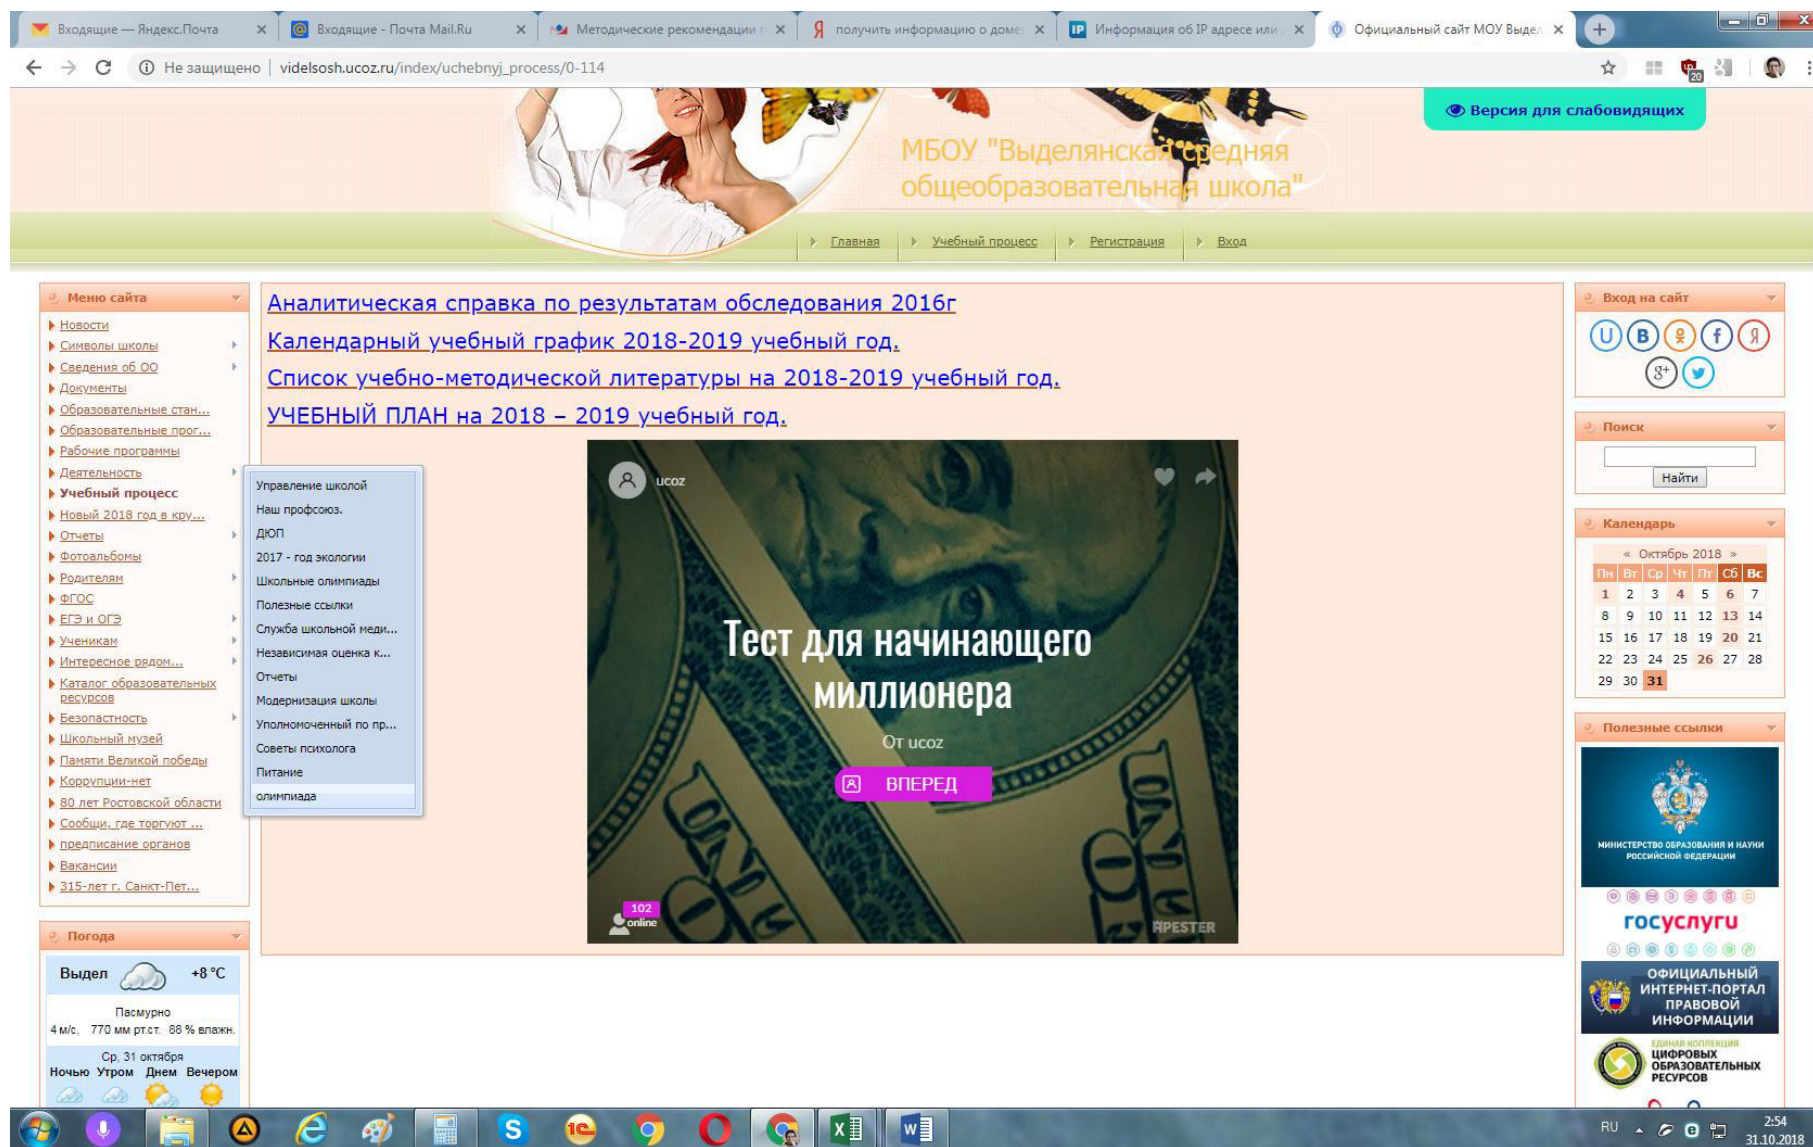 Входящие — Яндекс.Почта
Входящие - Почта Mail.Ru
Методические рекомендации
получить информацию о доме
Информация об IP адресе или
Официальный сайт МОУ Выдел
Не защищено | videlsosh.ucoz.ru/index/uchebnyj_process/0-114
20
Версия для слабовидящих
МБОУ "Выделянская средняя
общеобразовательная школа"
Главная
Учебный процесс
Регистрация
Вход
Меню сайта
Новости
Символы школы
Сведения об ОО
Документы
Образовательные стан...
Образовательные прог...
Рабочие программы
Деятельность
Учебный процесс
Новый 2018 год в кру...
Отчеты
Фотоальбомы
Родителям
ФГОС
ЕГЭ и ОГЭ
Ученикам
Интересное рядом...
Каталог образовательных
ресурсов
Безопастность
Школьный музей
Памяти Великой победы
Коррупции-нет
80 лет Ростовской области
Сообщи, где торгуют ...
предписание органов
Вакансии
315-лет г. Санкт-Пет...
Управление школой
Наш профсоюз.
ДЮП
2017 - год экологии
Школьные олимпиады
Полезные ссылки
Служба школьной меди...
Независимая оценка к...
Отчеты
Модернизация школы
Уполномоченный по пр...
Советы психолога
Питание
олимпиада
Погода
Выдел +8 °C
Пасмурно
4 м/с, 770 мм рт.ст. 88 % влажн.
Ср, 31 октября
Ночью Утром Днем Вечером
Аналитическая справка по результатам обследования 2016г
Календарный учебный график 2018-2019 учебный год.
Список учебно-методической литературы на 2018-2019 учебный год.
УЧЕБНЫЙ ПЛАН на 2018 – 2019 учебный год.
ucoz
Тест для начинающего
миллионера
От ucoz
ВПЕРЕД
102
online
APESTER
Вход на сайт
Поиск
Найти
Календарь
« Октябрь 2018 »
Пн Вт Ср Чт Пт Сб Вс
1 2 3 4 5 6 7
8 9 10 11 12 13 14
15 16 17 18 19 20 21
22 23 24 25 26 27 28
29 30 31
Полезные ссылки
МИНИСТЕРСТВО ОБРАЗОВАНИЯ И НАУКИ
РОССИЙСКОЙ ФЕДЕРАЦИИ
госуслуги
ОФИЦИАЛЬНЫЙ
ИНТЕРНЕТ-ПОРТАЛ
ПРАВОВОЙ
ИНФОРМАЦИИ
ЕДИНАЯ КОЛЛЕКЦИЯ
ЦИФРОВЫХ
ОБРАЗОВАТЕЛЬНЫХ
РЕСУРСОВ
RU
2:54
31.10.2018